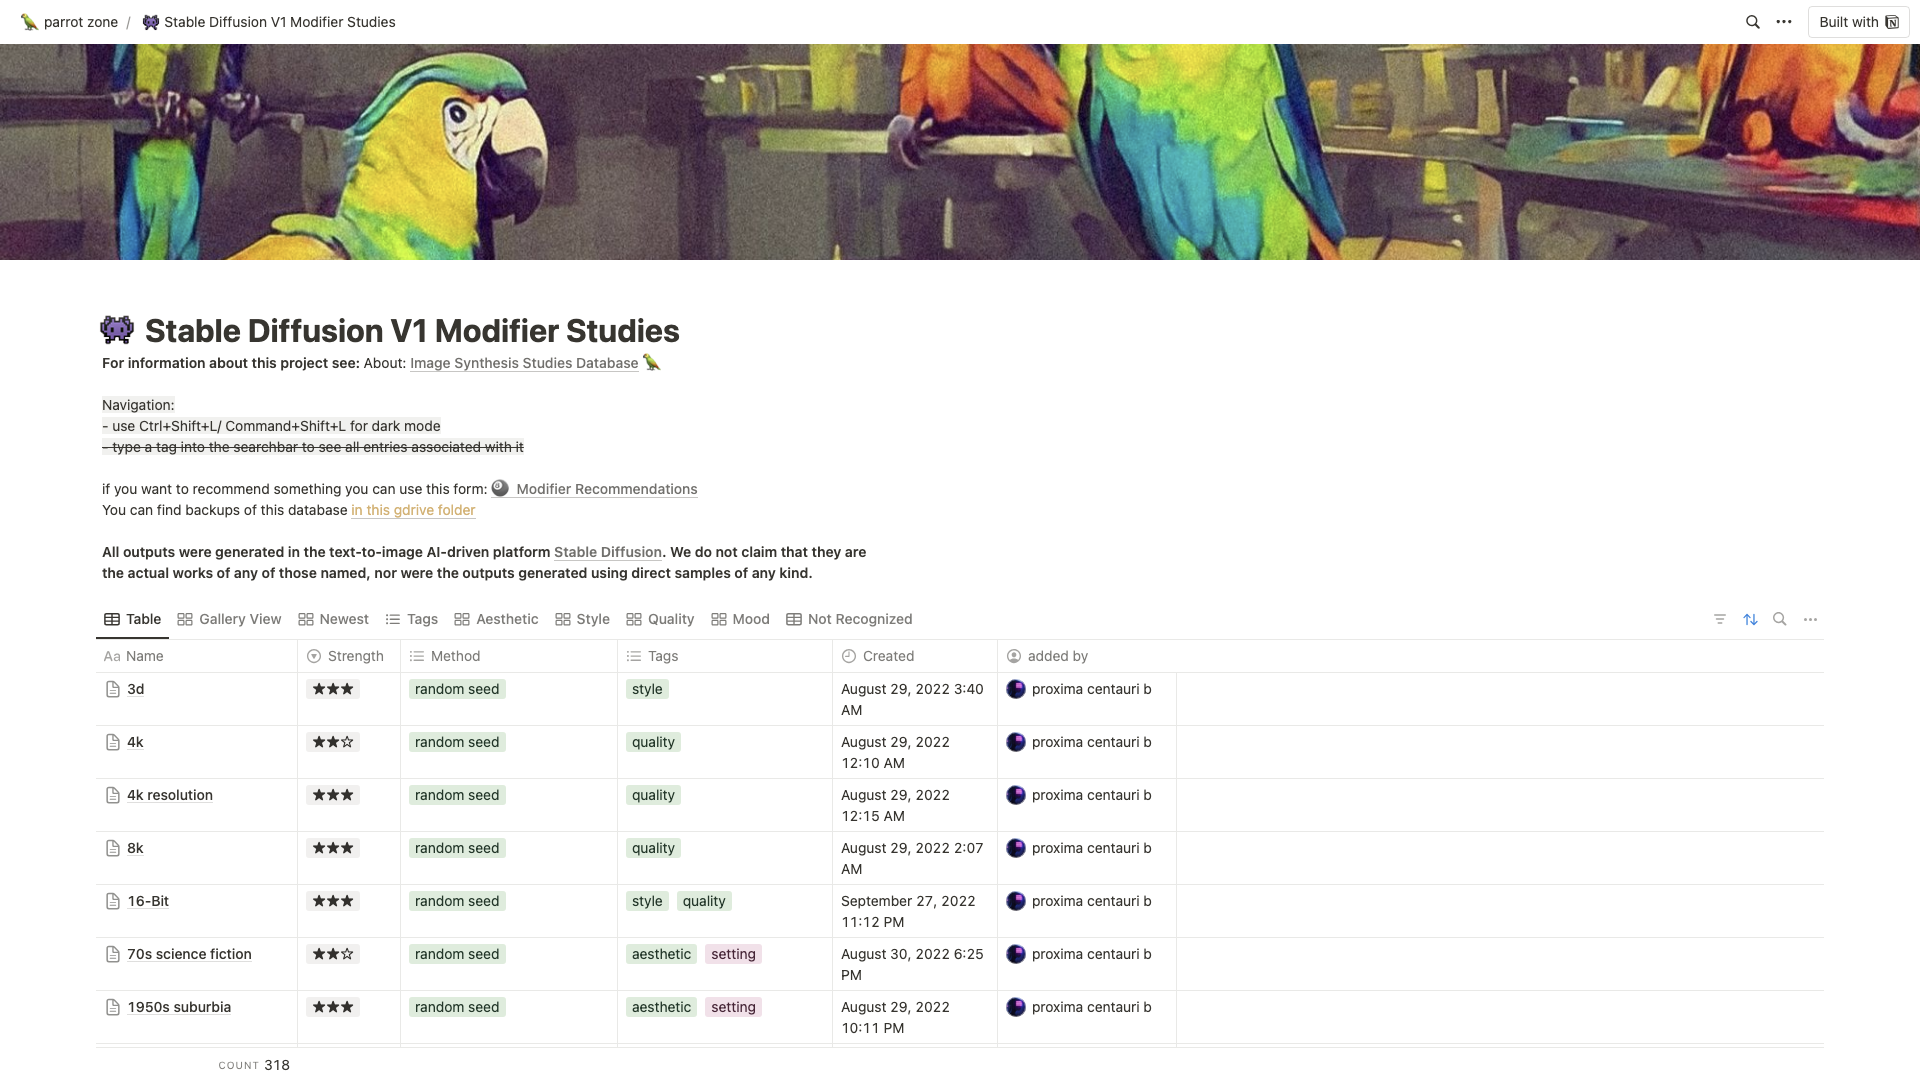 parrot zone / Stable Diffusion V1 Modifier Studies
Built with
Stable Diffusion V1 Modifier Studies
For information about this project see: About: Image Synthesis Studies Database
Navigation:
- use Ctrl+Shift+L/ Command+Shift+L for dark mode
- type a tag into the searchbar to see all entries associated with it
if you want to recommend something you can use this form: Modifier Recommendations
You can find backups of this database in this gdrive folder
All outputs were generated in the text-to-image AI-driven platform Stable Diffusion. We do not claim that they are
the actual works of any of those named, nor were the outputs generated using direct samples of any kind.
Table Gallery View Newest Tags Aesthetic Style Quality Mood Not Recognized
Aa Name Strength Method Tags Created added by
3d ★★★ random seed style August 29, 2022 3:40 proxima centauri b
AM
4k ★★☆ random seed quality August 29, 2022 proxima centauri b
12:10 AM
4k resolution ★★★ random seed quality August 29, 2022 proxima centauri b
12:15 AM
8k ★★★ random seed quality August 29, 2022 2:07 proxima centauri b
AM
16-Bit ★★★ random seed style quality September 27, 2022 proxima centauri b
11:12 PM
70s science fiction ★★☆ random seed aesthetic setting August 30, 2022 6:25 proxima centauri b
PM
1950s suburbia ★★★ random seed aesthetic setting August 29, 2022 proxima centauri b
10:11 PM
COUNT 318